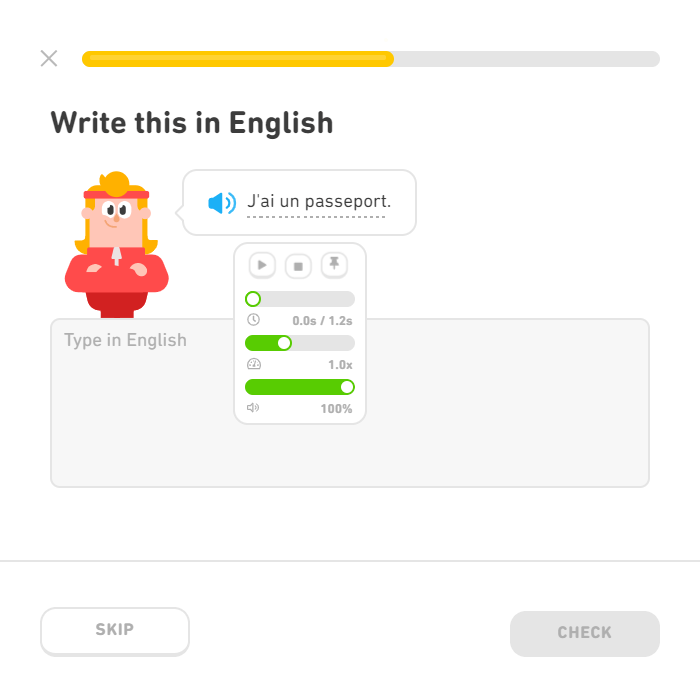 Write this in English
J'ai un passeport.
0.0s / 1.2s
1.0x
100%
Type in English
SKIP
CHECK